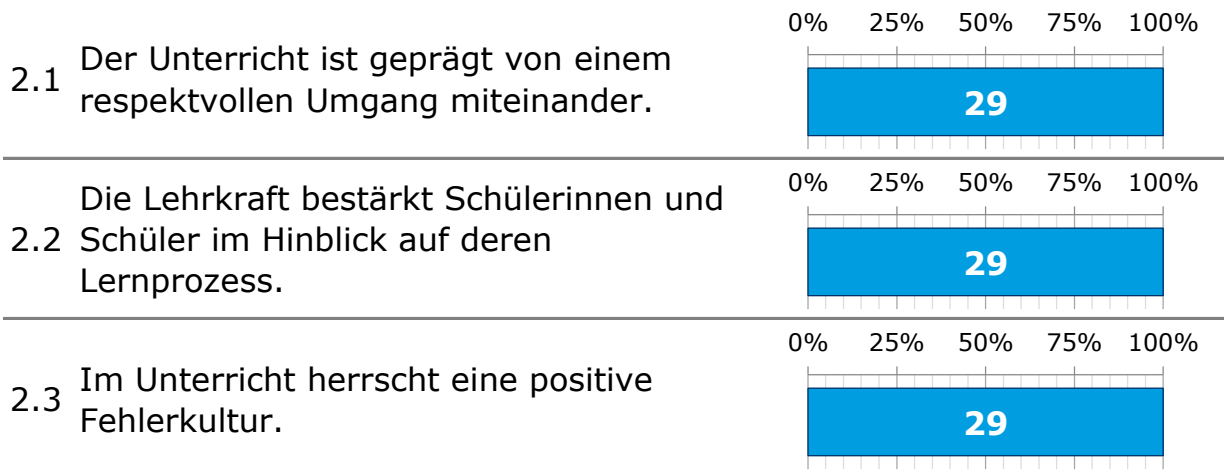 0% 25% 50% 75% 100%
2.1 Der Unterricht ist geprägt von einem
respektvollen Umgang miteinander.
29
0% 25% 50% 75% 100%
Die Lehrkraft bestärkt Schülerinnen und
2.2 Schüler im Hinblick auf deren
Lernprozess.
29
0% 25% 50% 75% 100%
2.3 Im Unterricht herrscht eine positive
Fehlerkultur.
29